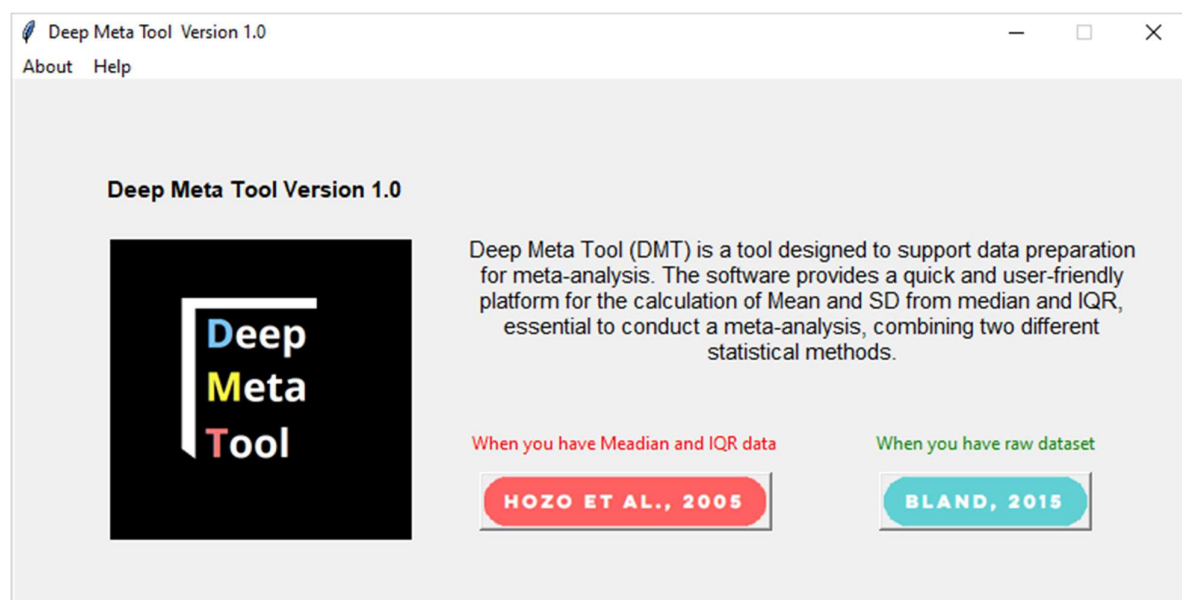 Deep Meta Tool  Version 1.0
About Help
Deep Meta Tool Version 1.0
Deep
Meta
Tool
Deep Meta Tool (DMT) is a tool designed to support data preparation
for meta-analysis. The software provides a quick and user-friendly
platform for the calculation of Mean and SD from median and IQR,
essential to conduct a meta-analysis, combining two different
statistical methods.
When you have Meadian and IQR data
HOZO ET AL., 2005
When you have raw dataset
BLAND, 2015